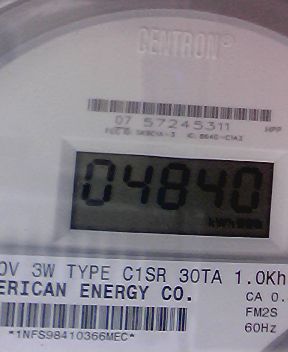 CENTRON®
07 57245311
HPP
04840
kWh
0V 3W TYPE C1SR 30TA 1.0Kh
ERICAN ENERGY CO.
CA 0.
FM2S
60Hz
*1NFS98410366MEC*